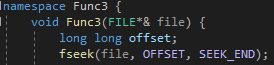 namespace Func3 {
void Func3(FILE*& file) {
long long offset;
fseek(file, OFFSET, SEEK_END);